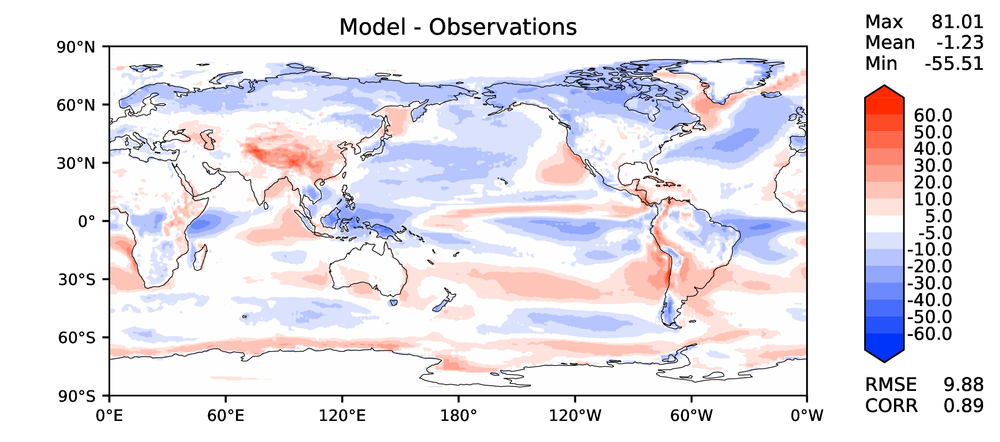 Model - Observations
Max 81.01
Mean -1.23
Min -55.51
90°N
60°N
30°N
0°
30°S
60°S
90°S
0°E 60°E 120°E 180° 120°W 60°W 0°W
60.0
50.0
40.0
30.0
20.0
10.0
5.0
-5.0
-10.0
-20.0
-30.0
-40.0
-50.0
-60.0
RMSE 9.88
CORR 0.89